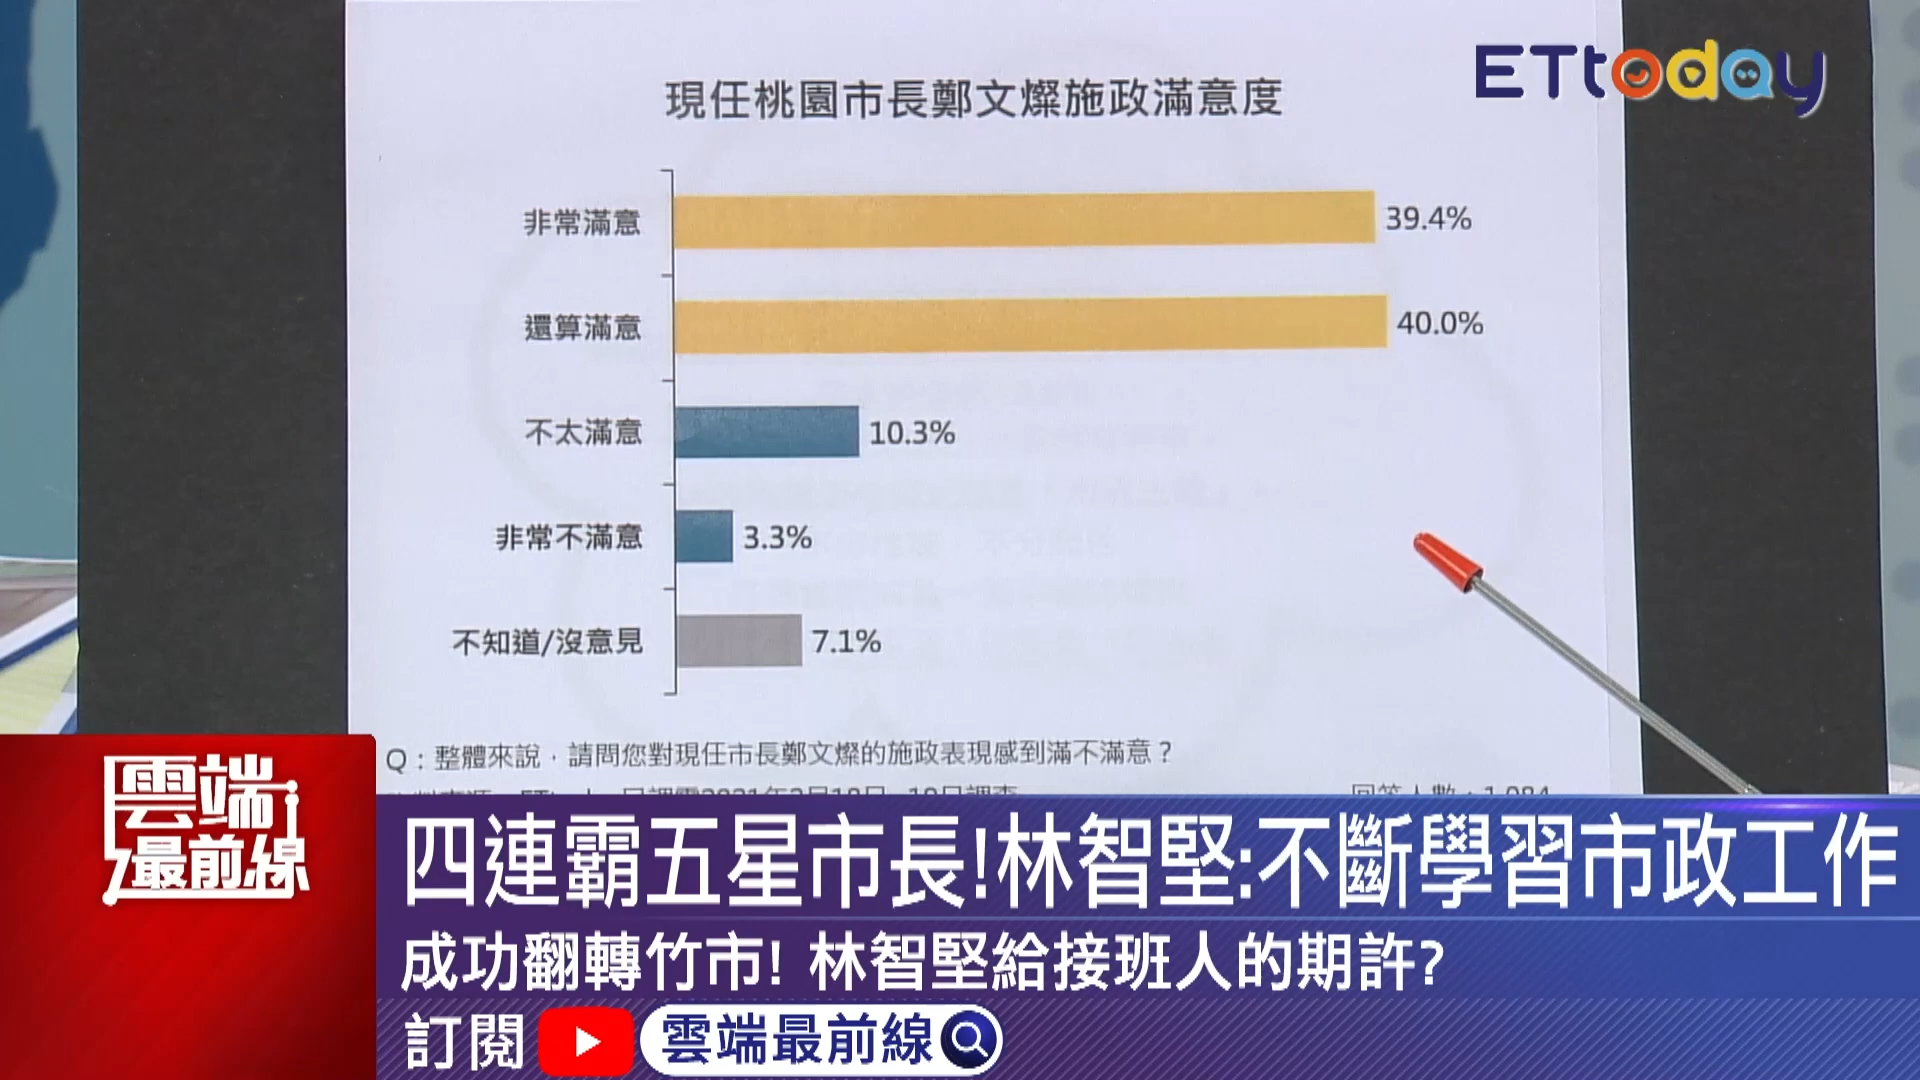 ETtoday
現任桃園市長鄭文燦施政滿意度
非常滿意 39.4%
還算滿意 40.0%
不太滿意 10.3%
非常不滿意 3.3%
不知道/沒意見 7.1%
Q：整體來說，請問您對現任市長鄭文燦的施政表現感到滿不滿意？
雲端
最前線
四連霸五星市長!林智堅:不斷學習市政工作
成功翻轉竹市! 林智堅給接班人的期許?
訂閱 雲端最前線